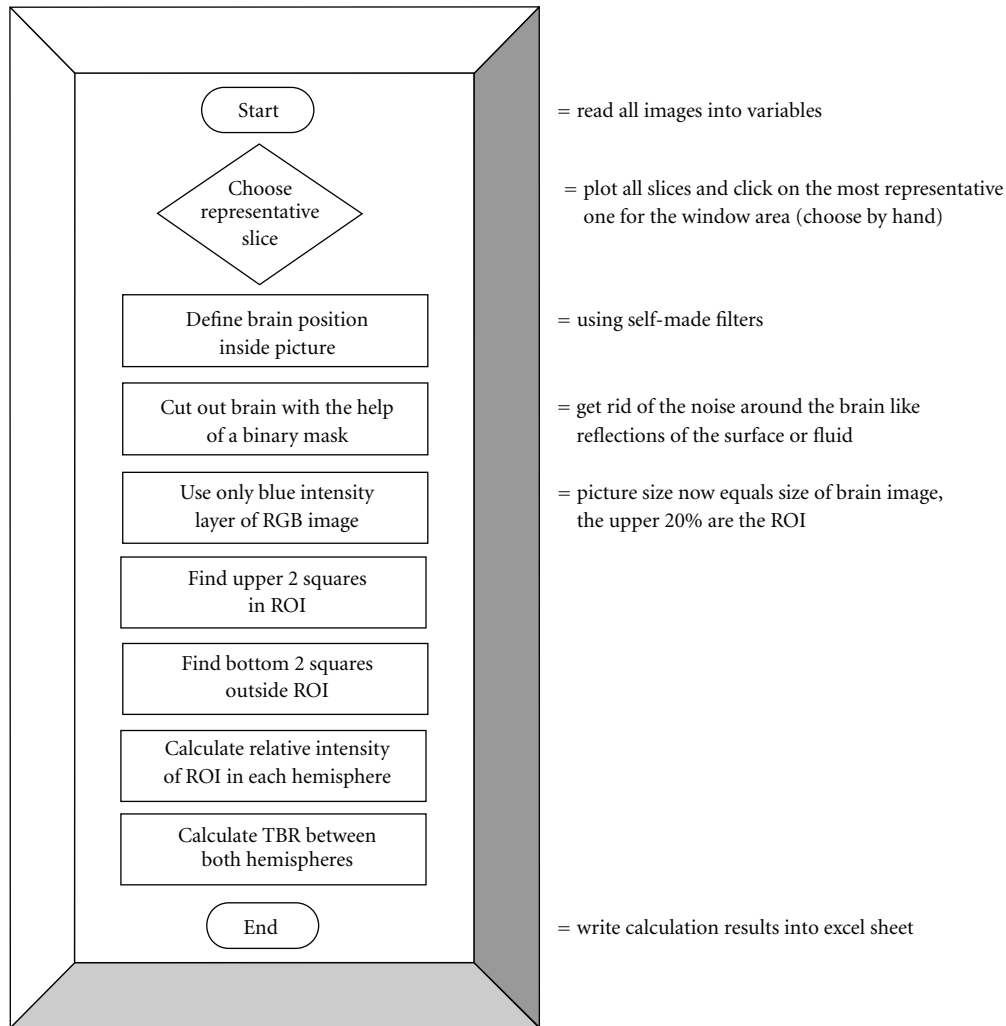 Start
= read all images into variables
Choose
representative
slice
= plot all slices and click on the most representative
one for the window area (choose by hand)
Define brain position
inside picture
= using self-made filters
Cut out brain with the help
of a binary mask
= get rid of the noise around the brain like
reflections of the surface or fluid
Use only blue intensity
layer of RGB image
= picture size now equals size of brain image,
the upper 20% are the ROI
Find upper 2 squares
in ROI
Find bottom 2 squares
outside ROI
Calculate relative intensity
of ROI in each hemisphere
Calculate TBR between
both hemispheres
End
= write calculation results into excel sheet